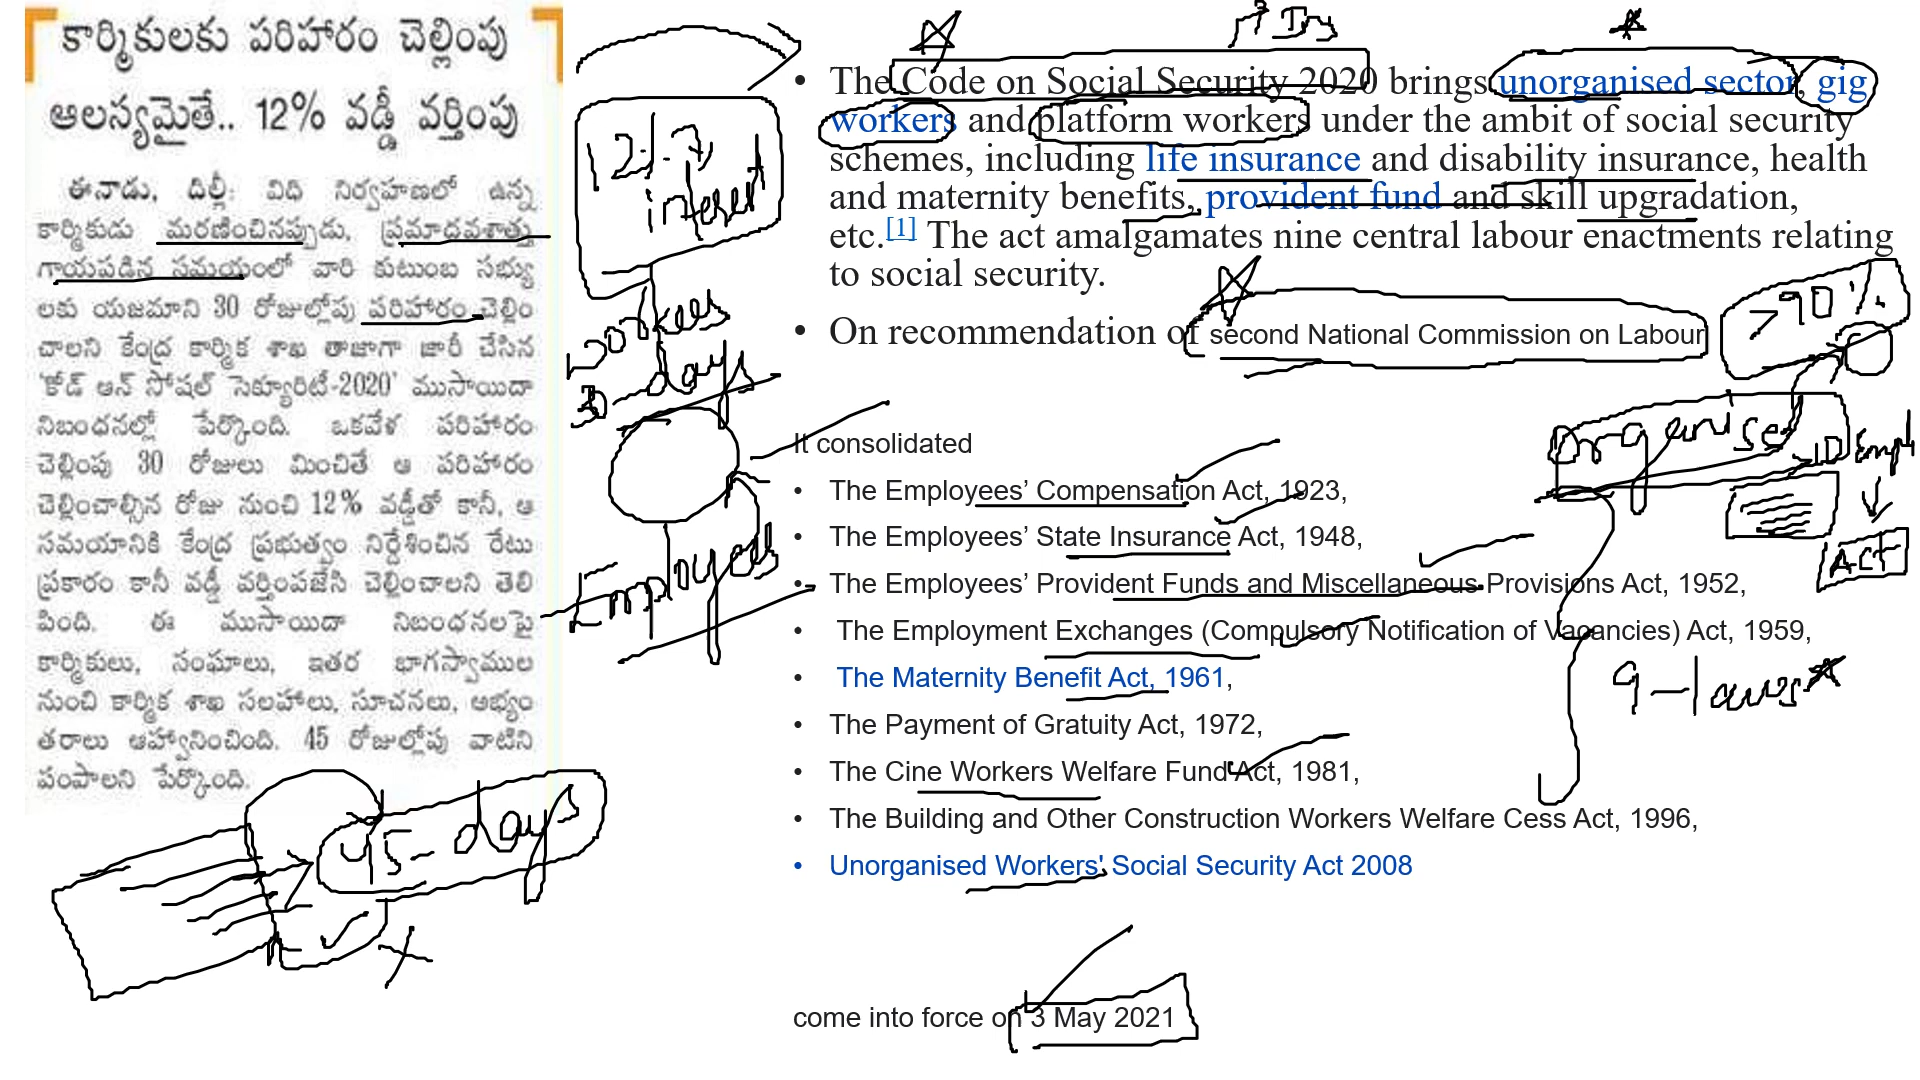 కార్మికులకు పరిహారం చెల్లింపు
ఆలస్యమైతే.. 12% వడ్డీ వర్తింపు
ఈనాడు, దిల్లీ: విధి నిర్వహణలో ఉన్న
కార్మికుడు మరణించినప్పుడు, ప్రమాదవశాత్తు
గాయపడిన సమయంలో వారి కుటుంబ సభ్యు
లకు యజమాని 30 రోజుల్లోపు పరిహారం చెల్లిం
చాలని కేంద్ర కార్మిక శాఖ తాజాగా జారీ చేసిన
'కోడ్ ఆన్ సోషల్ సెక్యూరిటీ-2020' ముసాయిదా
నిబంధనల్లో పేర్కొంది. ఒకవేళ పరిహారం
చెల్లింపు 30 రోజులు మించితే ఆ పరిహారం
చెల్లించాల్సిన రోజు నుంచి 12% వడ్డీతో కానీ, ఆ
సమయానికి కేంద్ర ప్రభుత్వం నిర్దేశించిన రేటు
ప్రకారం కానీ వడ్డీ వర్తింపజేసి చెల్లించాలని తెలి
పింది. ఈ ముసాయిదా నిబంధనలపై
కార్మికులు, సంఘాలు, ఇతర భాగస్వాముల
నుంచి కార్మిక శాఖ సలహాలు, సూచనలు, అభ్యం
తరాలు ఆహ్వానించింది. 45 రోజుల్లోపు వాటిని
పంపాలని పేర్కొంది.
45- days
12%
interest
30 days
Employees
• The Code on Social Security 2020 brings unorganised sector, gig
workers and platform workers under the ambit of social security
schemes, including life insurance and disability insurance, health
and maternity benefits, provident fund and skill upgradation,
etc.[1] The act amalgamates nine central labour enactments relating
to social security.
• On recommendation of second National Commission on Labour
>90%
organised
10 Empl
Act
9-laws
It consolidated
• The Employees’ Compensation Act, 1923,
• The Employees’ State Insurance Act, 1948,
• The Employees’ Provident Funds and Miscellaneous Provisions Act, 1952,
• The Employment Exchanges (Compulsory Notification of Vacancies) Act, 1959,
• The Maternity Benefit Act, 1961,
• The Payment of Gratuity Act, 1972,
• The Cine Workers Welfare Fund Act, 1981,
• The Building and Other Construction Workers Welfare Cess Act, 1996,
• Unorganised Workers' Social Security Act 2008
come into force on 3 May 2021